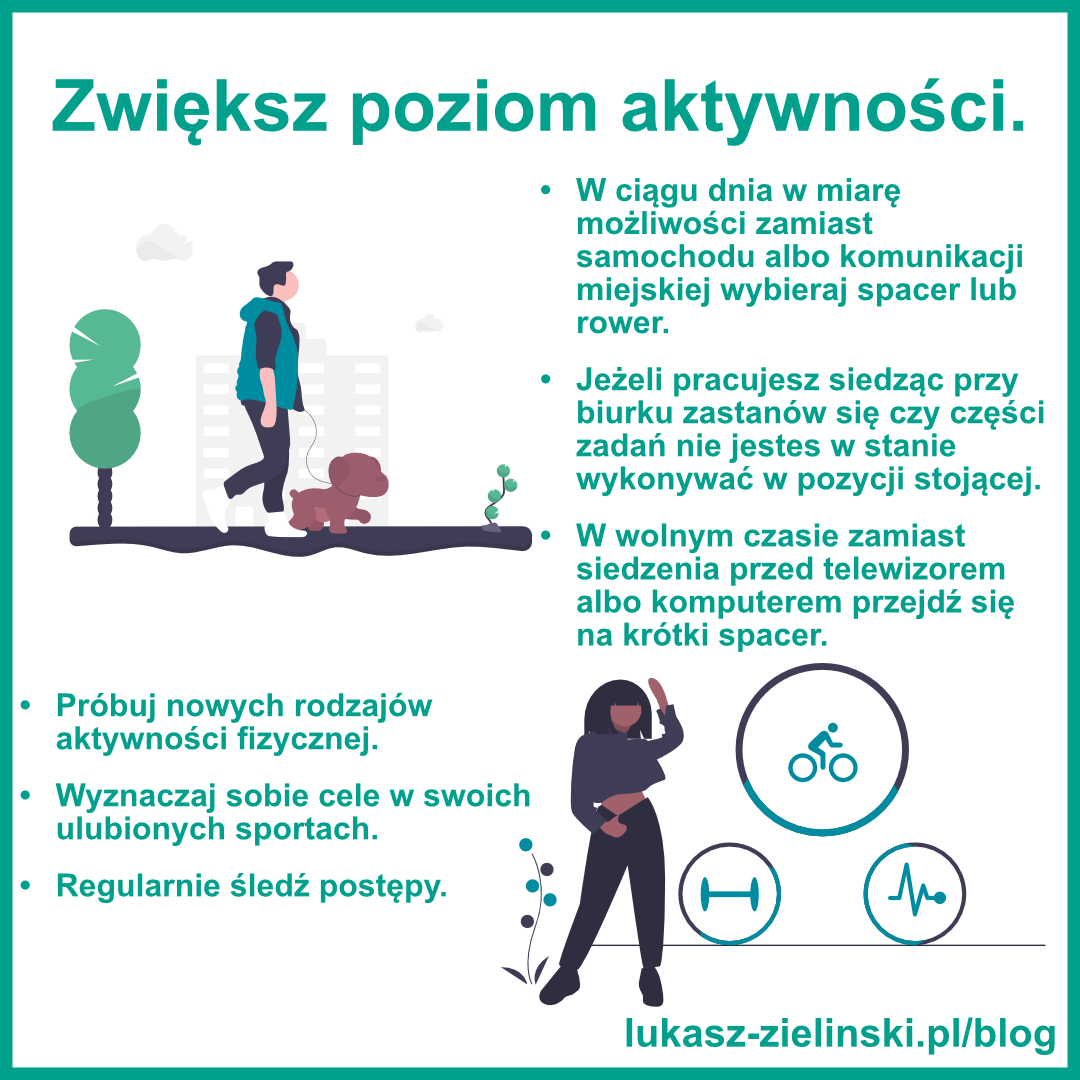 Zwiększ poziom aktywności.
• W ciągu dnia w miarę
możliwości zamiast
samochodu albo komunikacji
miejskiej wybieraj spacer lub
rower.
• Jeżeli pracujesz siedząc przy
biurku zastanów się czy części
zadań nie jestes w stanie
wykonywać w pozycji stojącej.
• W wolnym czasie zamiast
siedzenia przed telewizorem
albo komputerem przejdź się
na krótki spacer.
• Próbuj nowych rodzajów
aktywności fizycznej.
• Wyznaczaj sobie cele w swoich
ulubionych sportach.
• Regularnie śledź postępy.
lukasz-zielinski.pl/blog